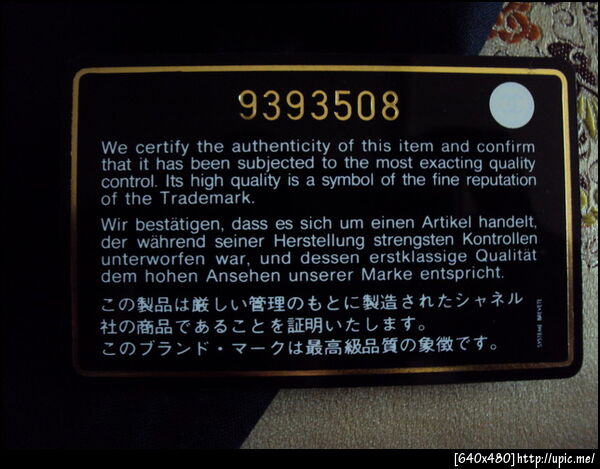 9393508
We certify the authenticity of this item and confirm
that it has been subjected to the most exacting quality
control. Its high quality is a symbol of the fine reputation
of the Trademark.
Wir bestätigen, dass es sich um einen Artikel handelt,
der während seiner Herstellung strengsten Kontrollen
unterworfen war, und dessen erstklassige Qualität
dem hohen Ansehen unserer Marke entspricht.
この製品は厳しい管理のもとに製造されたシャネル
社の商品であることを証明いたします。
このブランド・マークは最高級品質の象徴です。
SYSTEME BREVETE
[640x480]http://upic.me/